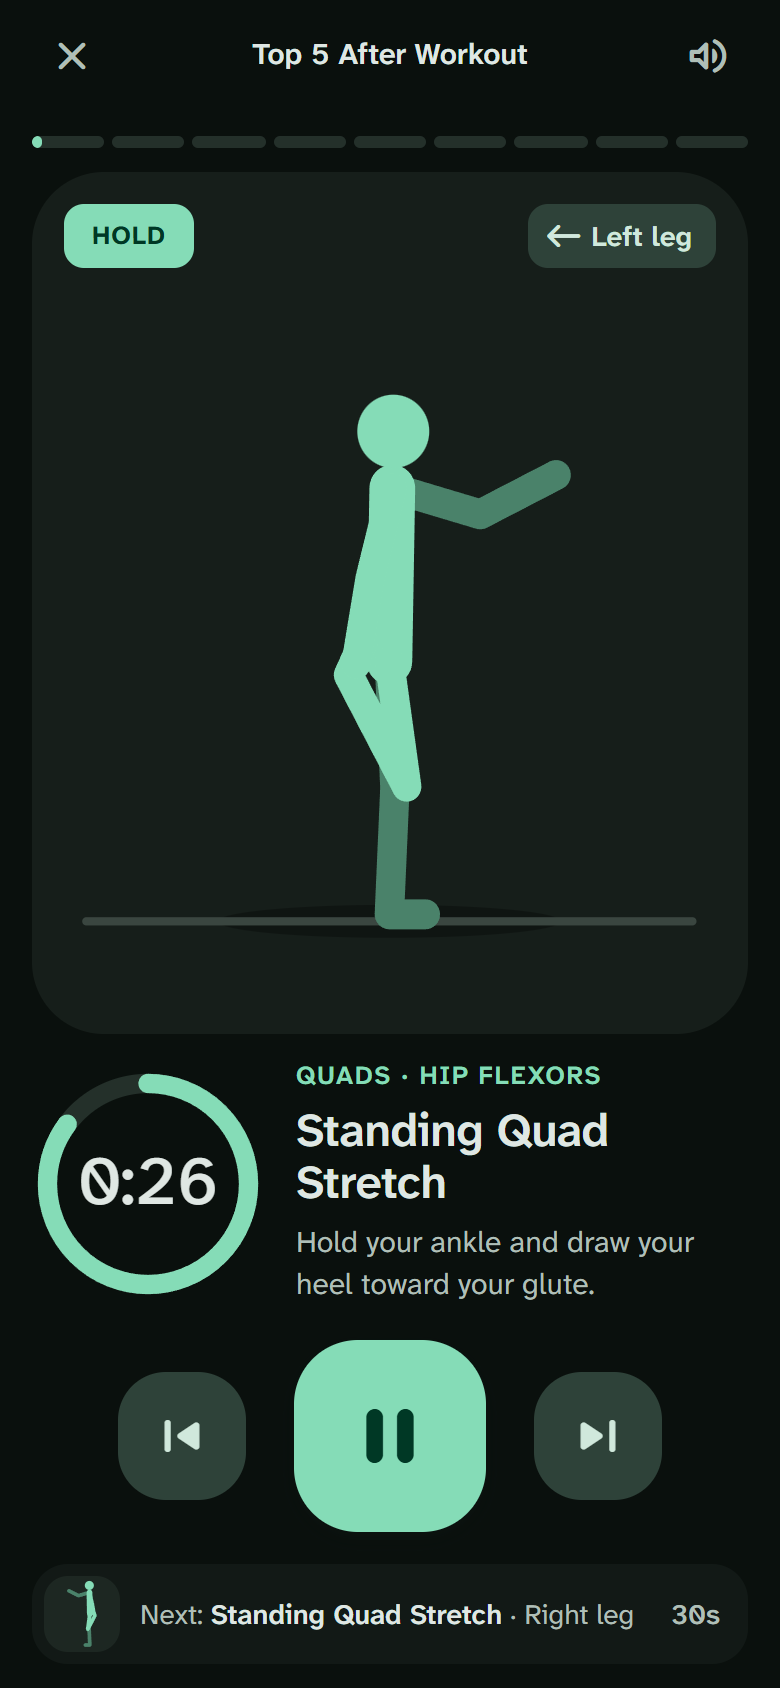 Top 5 After Workout
HOLD
← Left leg
QUADS · HIP FLEXORS
Standing Quad
Stretch
0:26
Hold your ankle and draw your
heel toward your glute.
Next: Standing Quad Stretch · Right leg 30s